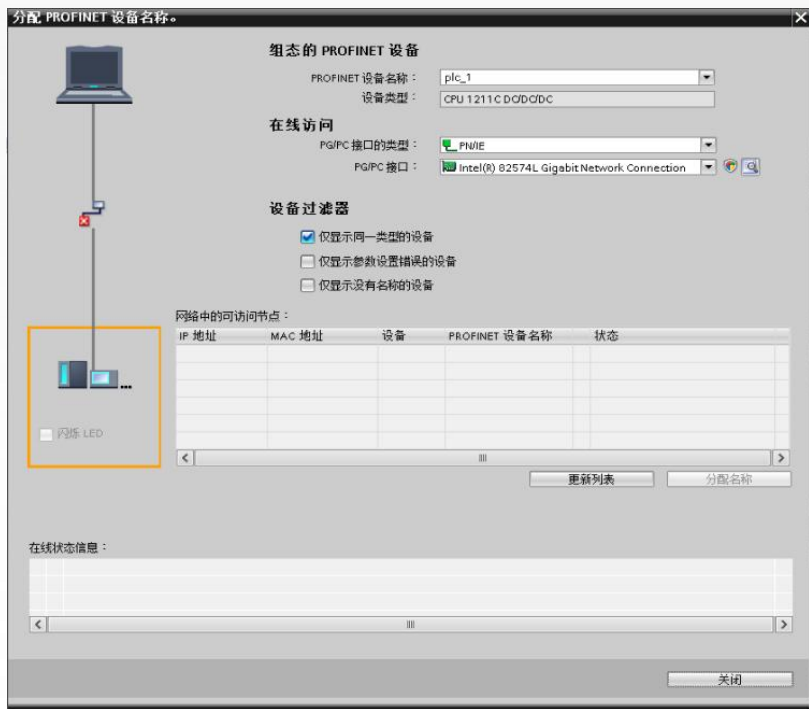 分配 PROFINET 设备名称。
组态的 PROFINET 设备
PROFINET 设备名称： plc_1
设备类型： CPU 1211C DC/DC/DC
在线访问
PG/PC 接口的类型： PN/IE
PG/PC 接口： Intel(R) 82574L Gigabit Network Connection
设备过滤器
仅显示同一类型的设备
仅显示参数设置错误的设备
仅显示没有名称的设备
网络中的可访问节点：
IP 地址 MAC 地址 设备 PROFINET 设备名称 状态
...
闪烁 LED
更新列表 分配名称
在线状态信息：
关闭